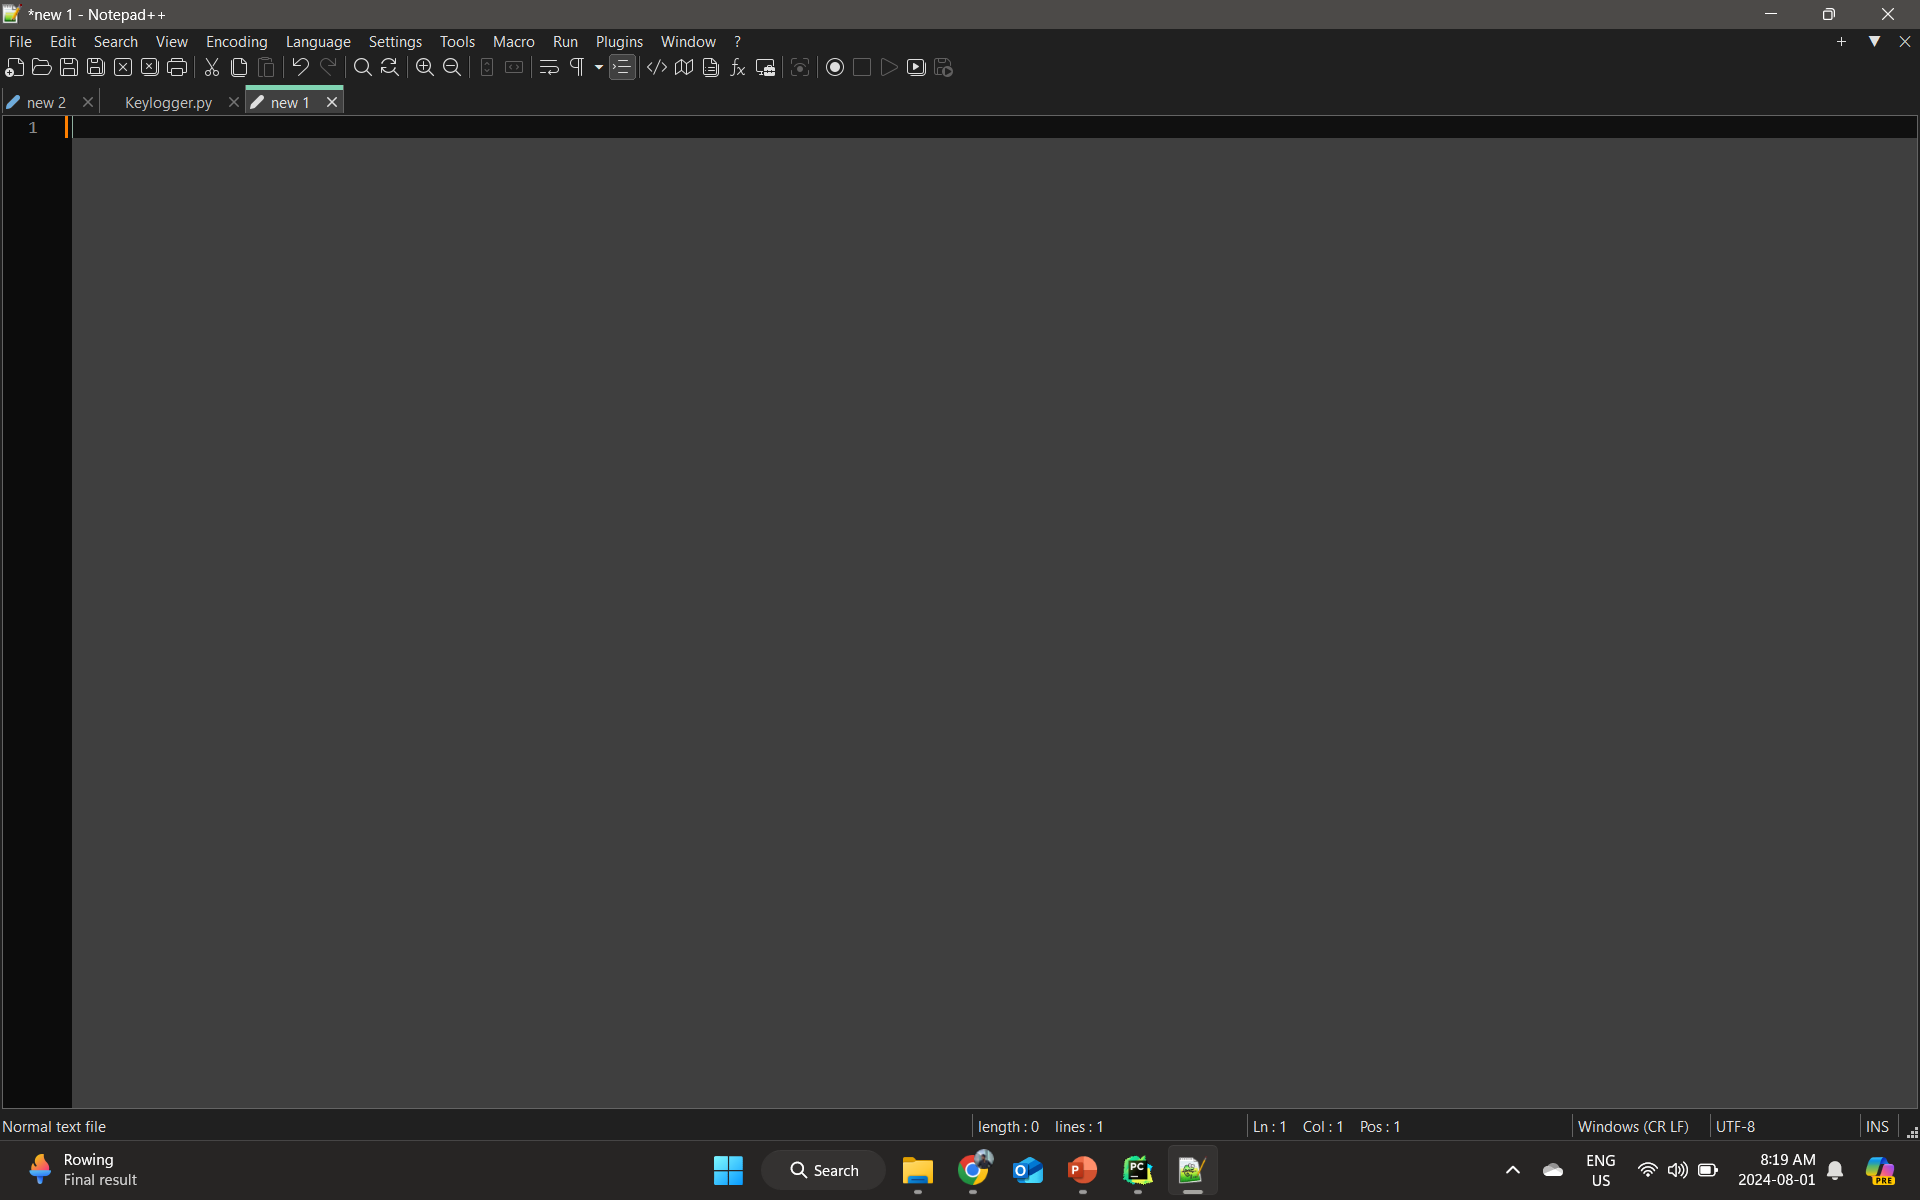 *new 1 - Notepad++
File Edit Search View Encoding Language Settings Tools Macro Run Plugins Window ?
new 2 Keylogger.py new 1
1
Normal text file length : 0 lines : 1 Ln : 1 Col : 1 Pos : 1 Windows (CR LF) UTF-8 INS
Rowing
Final result
Search
ENG
US
8:19 AM
2024-08-01
PRE